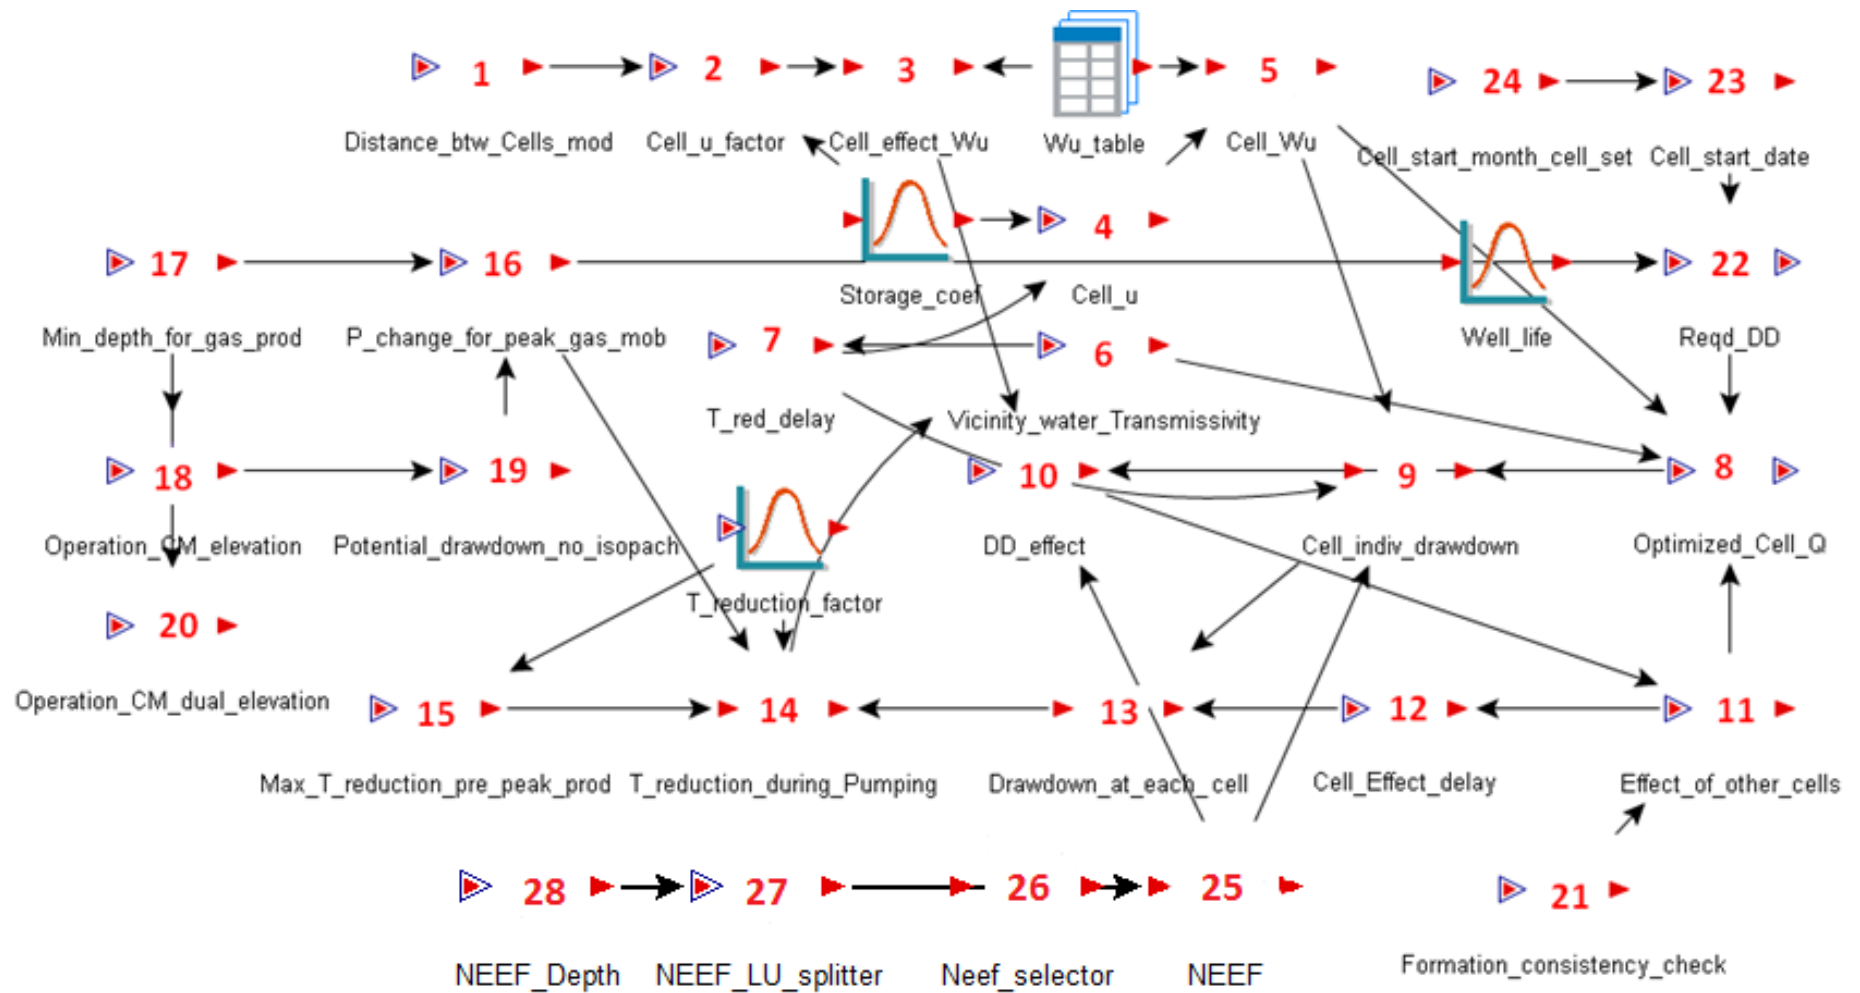 1 2 3 5 24 23
Distance_btw_Cells_mod Cell_u_factor Cell_effect_Wu Wu_table Cell_Wu Cell_start_month_cell_set Cell_start_date
4
17 16 22
Storage_coef Cell_u
Min_depth_for_gas_prod P_change_for_peak_gas_mob Well_life Reqd_DD
7 6
T_red_delay Vicinity_water_Transmissivity
18 19 10 9 8
Operation_CM_elevation Potential_drawdown_no_isopach DD_effect Cell_indiv_drawdown Optimized_Cell_Q
T_reduction_factor
20
Operation_CM_dual_elevation
15 14 13 12 11
Max_T_reduction_pre_peak_prod T_reduction_during_Pumping Drawdown_at_each_cell Cell_Effect_delay Effect_of_other_cells
28 27 26 25 21
NEEF_Depth NEEF_LU_splitter Neef_selector NEEF Formation_consistency_check